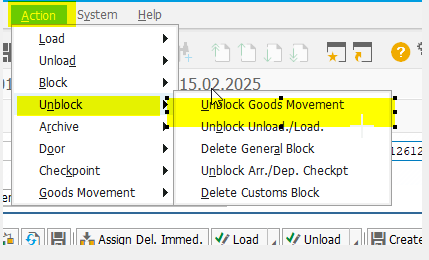 Action System Help
Load
Unload
Block
15.02.2025
Unblock
Unblock Goods Movement
Archive
Unblock Unload./Load.
Door
Delete General Block
12612
Checkpoint
Unblock Arr./Dep. Checkpt
Goods Movement
Delete Customs Block
Assign Del. Immed. Load Unload Create